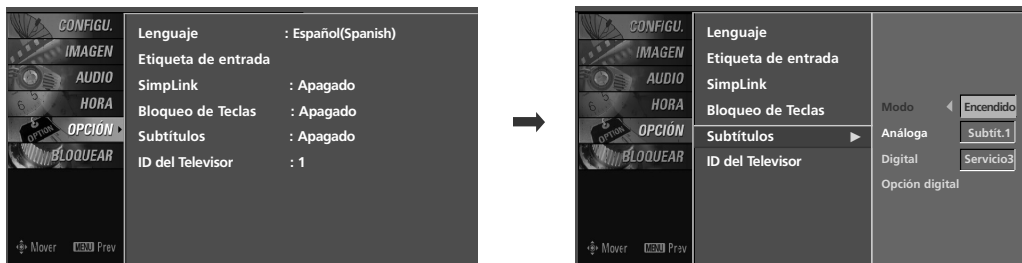 CONFIGU.
IMAGEN
AUDIO
HORA
OPCIÓN
BLOQUEAR
Mover MENU Prev
Lenguaje : Español(Spanish)
Etiqueta de entrada
SimpLink : Apagado
Bloqueo de Teclas : Apagado
Subtítulos : Apagado
ID del Televisor : 1
CONFIGU.
IMAGEN
AUDIO
HORA
OPCIÓN
BLOQUEAR
Mover MENU Prev
Lenguaje
Etiqueta de entrada
SimpLink
Bloqueo de Teclas
Subtítulos
ID del Televisor
Modo Encendido
Análoga Subtit.1
Digital Servicio3
Opción digital